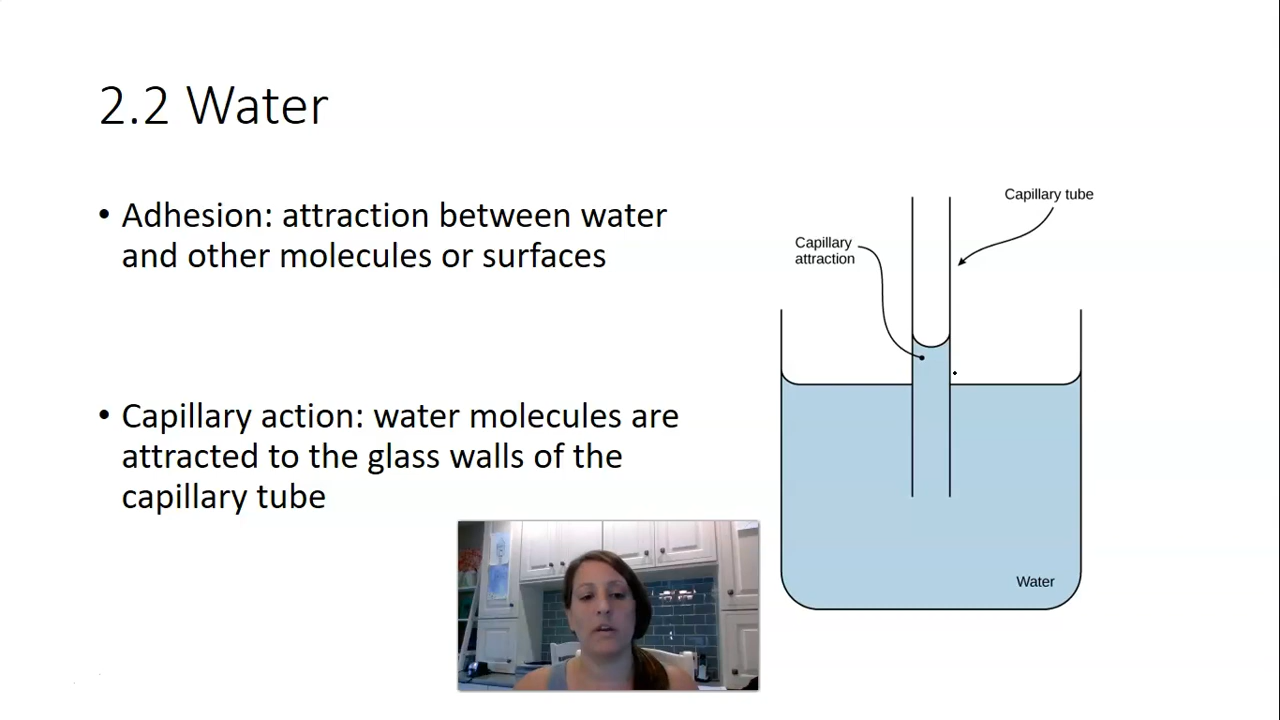 2.2 Water
• Adhesion: attraction between water
and other molecules or surfaces
• Capillary action: water molecules are
attracted to the glass walls of the
capillary tube
Capillary tube
Capillary
attraction
Water